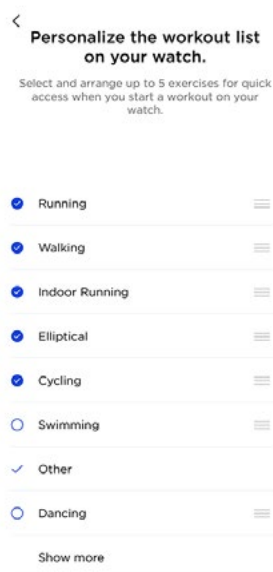 Personalize the workout list
on your watch.
Select and arrange up to 5 exercises for quick
access when you start a workout on your
watch.
Running
Walking
Indoor Running
Elliptical
Cycling
Swimming
Other
Dancing
Show more